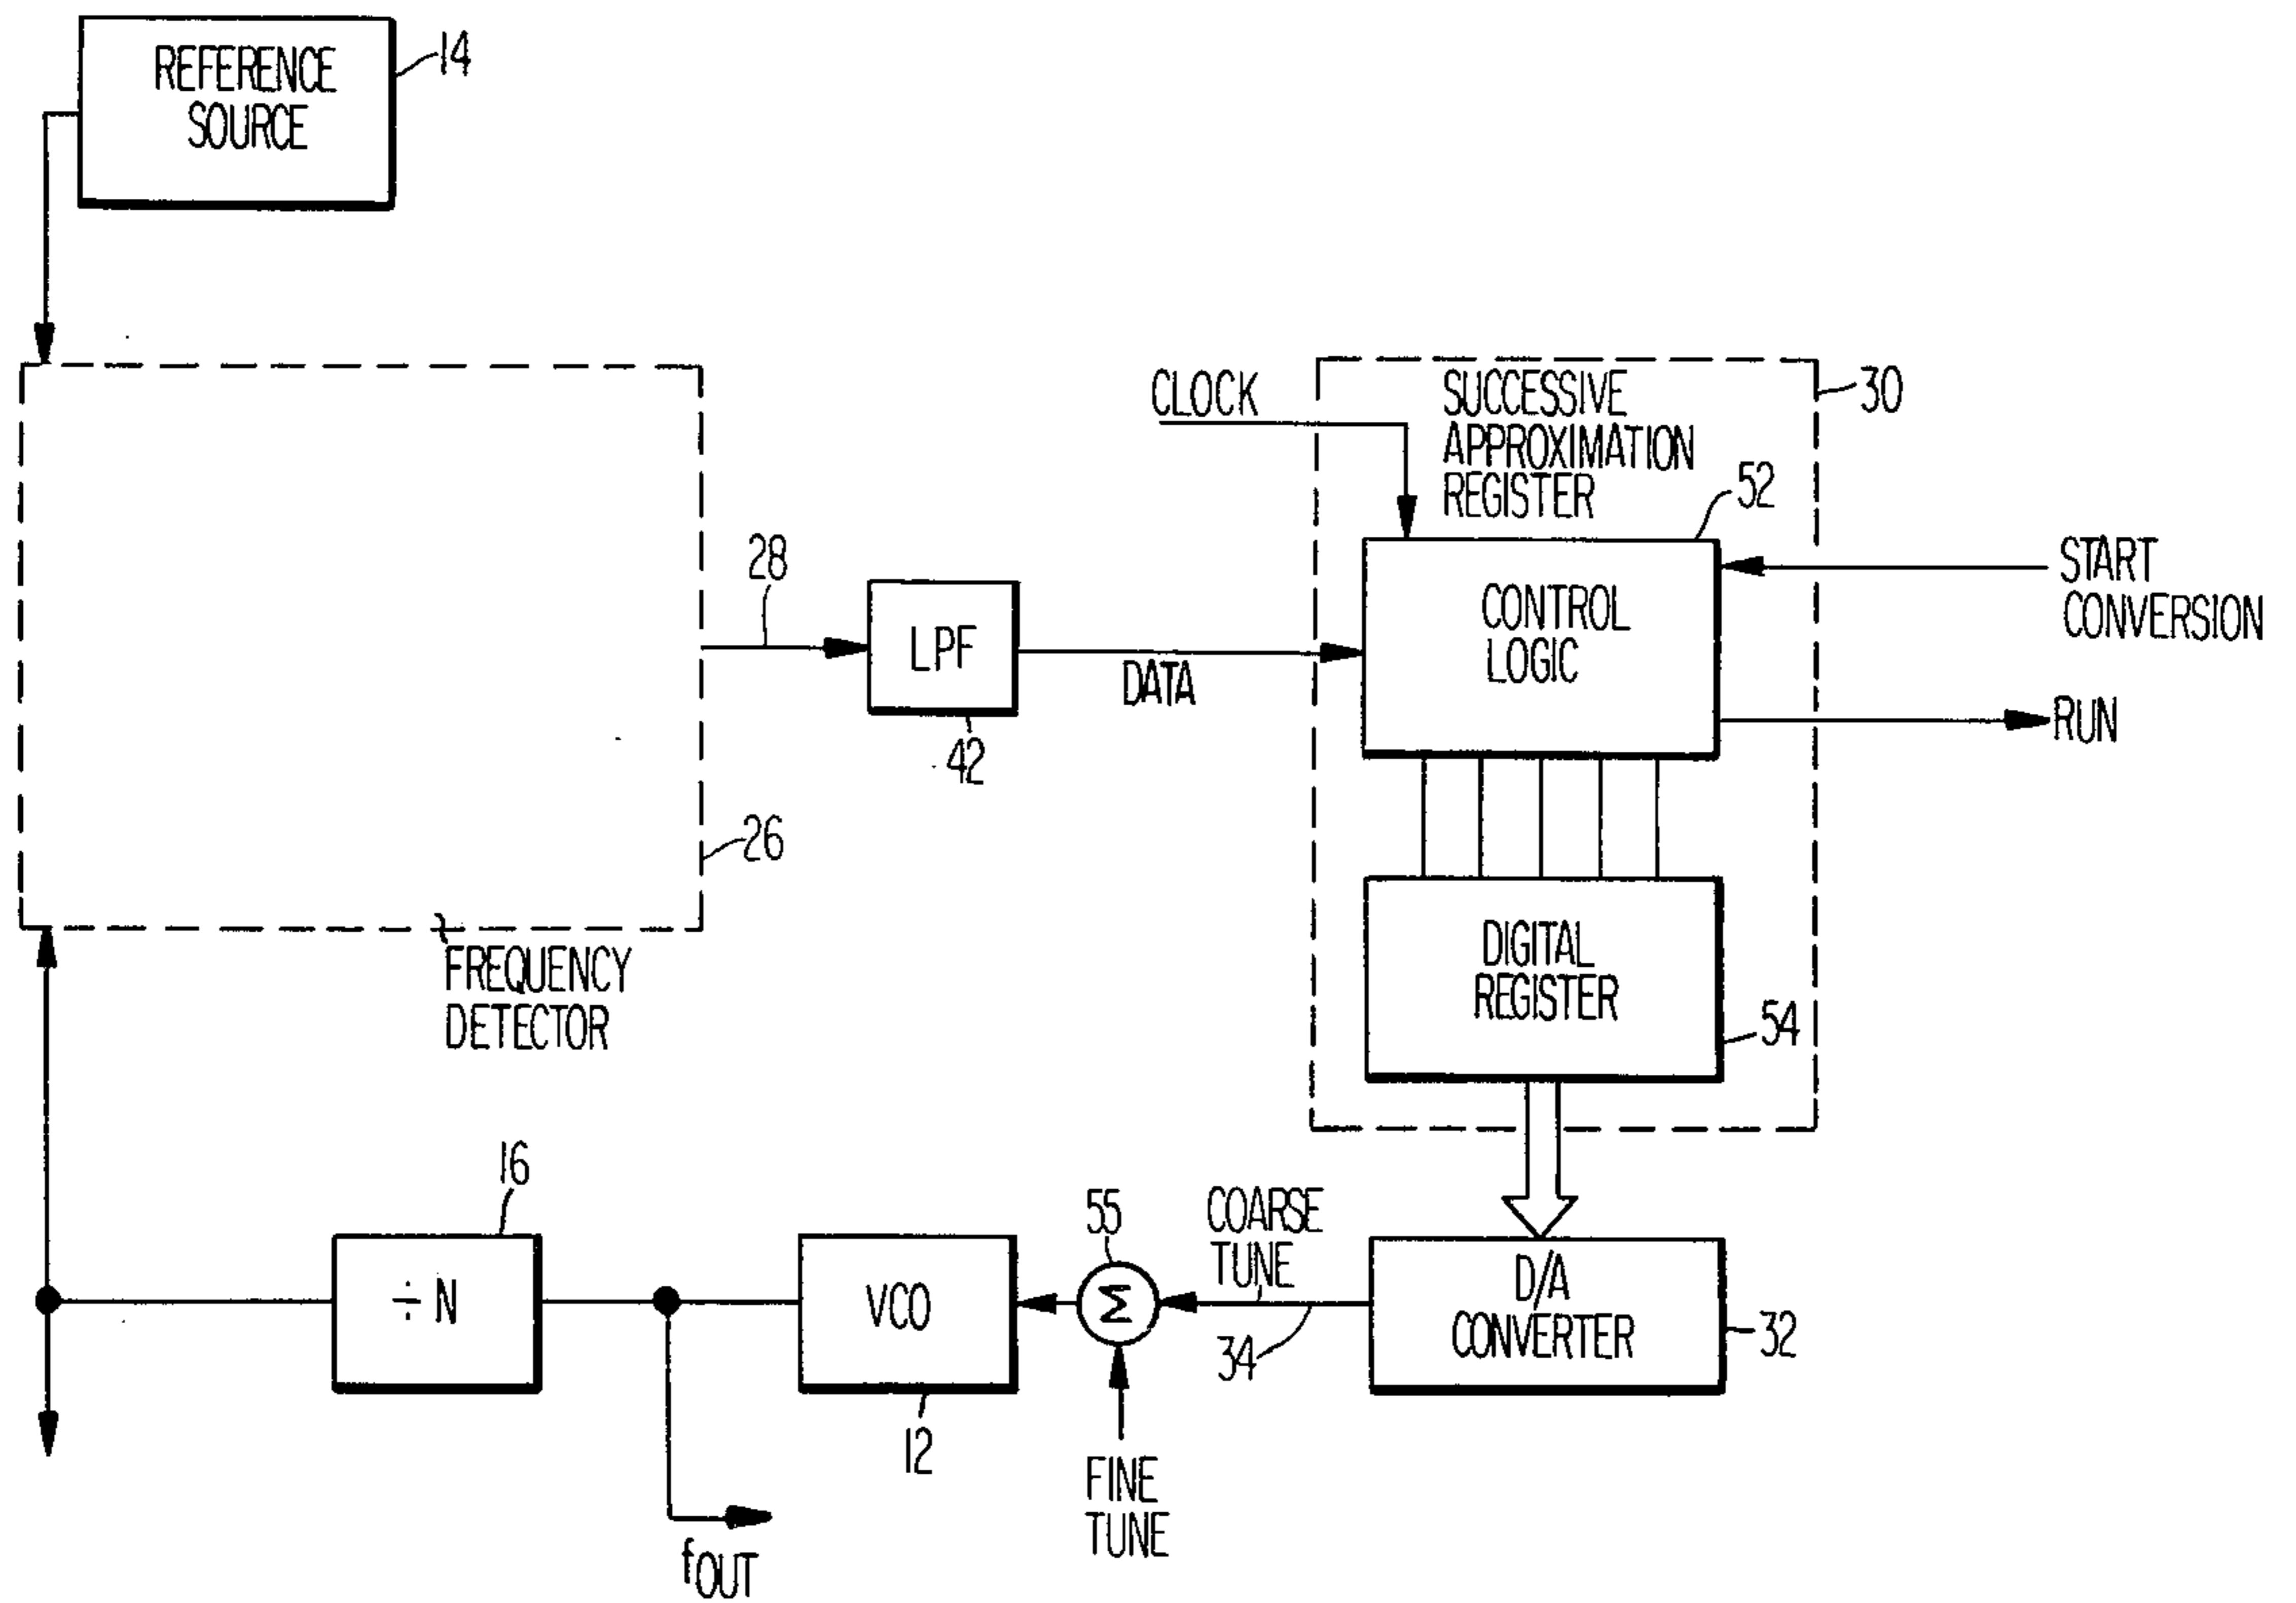 REFERENCE
SOURCE
14
CLOCK
SUCCESSIVE
APPROXIMATION
REGISTER
30
52
28
LPF
42
DATA
CONTROL
LOGIC
START
CONVERSION
RUN
26
FREQUENCY
DETECTOR
DIGITAL
REGISTER
54
16
÷ N
VCO
12
55
Σ
COARSE
TUNE
34
D/A
CONVERTER
32
FINE
TUNE
fOUT